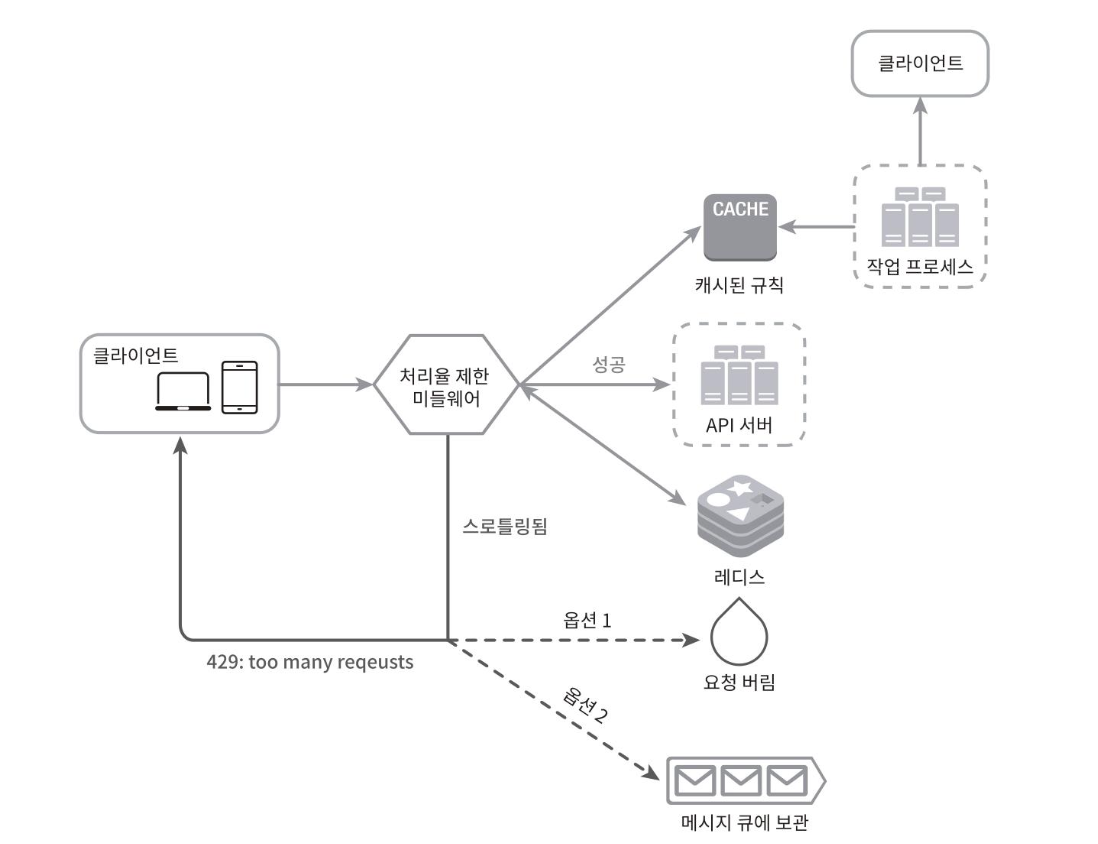 클라이언트
CACHE
작업 프로세스
캐시된 규칙
클라이언트
처리율 제한
미들웨어
성공
API 서버
스로틀링됨
레디스
옵션 1
429: too many reqeusts
요청 버림
옵션 2
메시지 큐에 보관